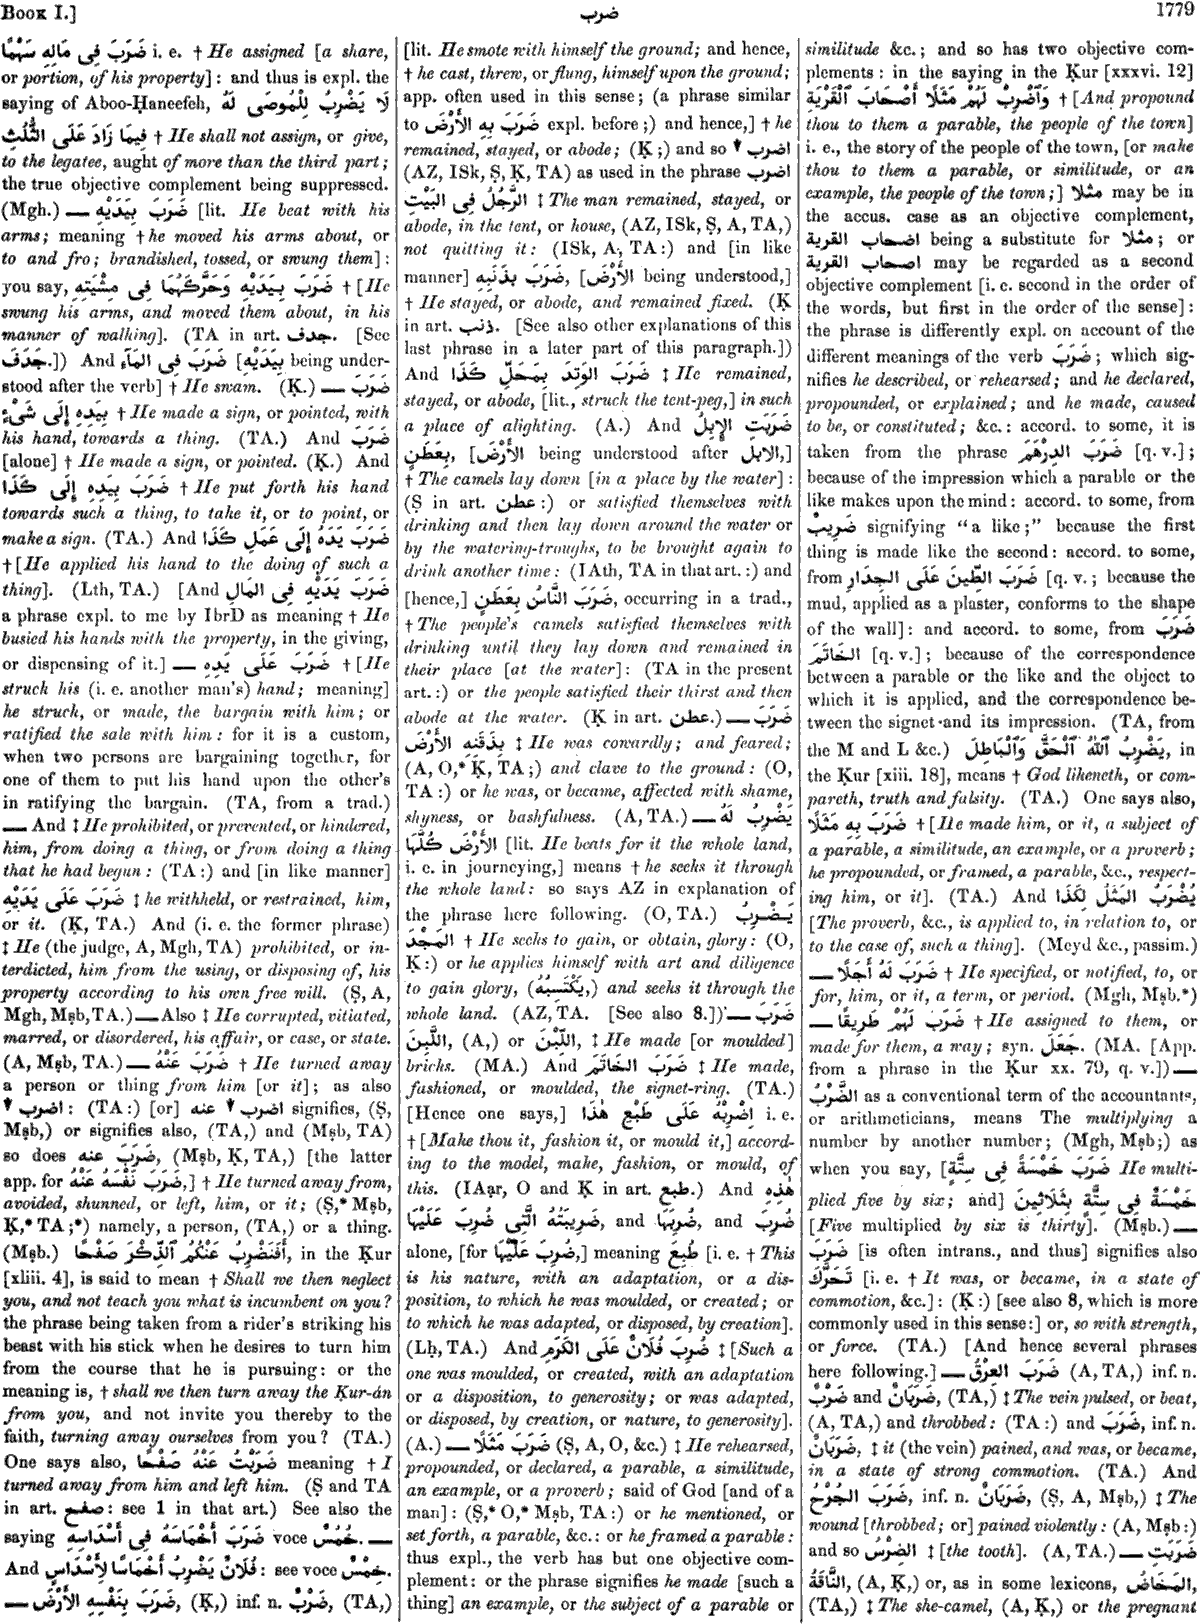 Book I.]
ضرب
1779
ضَرَبَ فِى مَالِهِ سَهْمًا i. e. † He assigned [a share,
or portion, of his property] : and thus is expl. the
saying of Aboo-Ḥaneefeh, لَا يَضْرِبُ لِلْمُوصَى لَهُ
فِيمَا زَادَ عَلَى الثُّلُثِ † He shall not assign, or give,
to the legatee, aught of more than the third part;
the true objective complement being suppressed.
(Mgh.) — ضَرَبَ بِيَدَيْهِ [lit. He beat with his
arms; meaning † he moved his arms about, or
to and fro; brandished, tossed, or swung them] :
you say, ضَرَبَ بِيَدَيْهِ وَحَرَّكَهُمَا فِى مِشْيَتِهِ † [He
swung his arms, and moved them about, in his
manner of walking]. (TA in art. جدف. [See
جَدَفَ.]) And ضَرَبَ فِى المَآءِ [بِيَدَيْهِ being under-
stood after the verb] † He swam. (Ḳ.) — ضَرَبَ
بِيَدِهِ إِلَى شَىْءٍ † He made a sign, or pointed, with
his hand, towards a thing. (TA.) And ضَرَبَ
[alone] † He made a sign, or pointed. (Ḳ.) And
ضَرَبَ بِيَدِهِ إِلَى كَذَا † He put forth his hand
towards such a thing, to take it, or to point, or
make a sign. (TA.) And ضَرَبَ يَدَهُ إِلَى عَمَلِ كَذَا
† [He applied his hand to the doing of such a
thing]. (Lth, TA.) [And ضَرَبَ يَدَيْهِ فِى المَالِ
a phrase expl. to me by IbrD as meaning † He
busied his hands with the property, in the giving,
or dispensing of it.] — ضَرَبَ عَلَى يَدِهِ † [He
struck his (i. e. another man's) hand; meaning]
he struck, or made, the bargain with him; or
ratified the sale with him : for it is a custom,
when two persons are bargaining together, for
one of them to put his hand upon the other's
in ratifying the bargain. (TA, from a trad.)
— And ‡ He prohibited, or prevented, or hindered,
him, from doing a thing, or from doing a thing
that he had begun : (TA :) and [in like manner]
ضَرَبَ عَلَى يَدَيْهِ ‡ he withheld, or restrained, him,
or it. (Ḳ, TA.) And (i. e. the former phrase)
‡ He (the judge, A, Mgh, TA) prohibited, or in-
terdicted, him from the using, or disposing of, his
property according to his own free will. (Ṣ, A,
Mgh, Mṣb, TA.) — Also ‡ He corrupted, vitiated,
marred, or disordered, his affair, or case, or state.
(A, Mṣb, TA.) — ضَرَبَ عَنْهُ † He turned away
a person or thing from him [or it]; as also
▼ اضرب : (TA :) [or] اضرب ▼ عنه signifies, (Ṣ,
Mṣb,) or signifies also, (TA,) and (Mṣb, TA)
so does ضَرَبَ عنه, (Mṣb, Ḳ, TA,) [the latter
app. for ضَرَبَ نَفْسَهُ عَنْهُ,] † He turned away from,
avoided, shunned, or left, him, or it; (Ṣ,* Mṣb,
Ḳ,* TA ;*) namely, a person, (TA,) or a thing.
(Mṣb.) أَفَنَضْرِبُ عَنْكُمُ ٱلذِّكْرَ صَفْحًا, in the Ḳur
[xliii. 4], is said to mean † Shall we then neglect
you, and not teach you what is incumbent on you?
the phrase being taken from a rider's striking his
beast with his stick when he desires to turn him
from the course that he is pursuing : or the
meaning is, † shall we then turn away the Ḳur-án
from you, and not invite you thereby to the
faith, turning away ourselves from you? (TA.)
One says also, ضَرَبْتُ عَنْهُ صَفْحًا meaning † I
turned away from him and left him. (Ṣ and TA
in art. صفح : see 1 in that art.) See also the
saying ضَرَبَ أَخْمَاسَهُ فِى أَسْدَاسِهِ voce خُمْسٌ. —
And فُلَانٌ يَضْرِبُ أَخْمَاسًا لِأَسْدَاسٍ : see voce خِمْسٌ.
— ضَرَبَ بِنَفْسِهِ الأَرْضَ, (Ḳ,) inf. n. ضَرْبٌ, (TA,)
[lit. He smote with himself the ground; and hence,
† he cast, threw, or flung, himself upon the ground;
app. often used in this sense; (a phrase similar
to ضَرَبَ بِهِ الأَرْضَ expl. before ;) and hence,] † he
remained, stayed, or abode; (Ḳ ;) and so ▼ اضرب
(AZ, ISk, Ṣ, Ḳ, TA) as used in the phrase اضرب
الرَّجُلُ فِى البَيْتِ ‡ The man remained, stayed, or
abode, in the tent, or house, (AZ, ISk, Ṣ, A, TA,)
not quitting it : (ISk, A, TA :) and [in like
manner] ضَرَبَ بِذَنَبِهِ, [الأَرْضَ being understood,]
† He stayed, or abode, and remained fixed. (Ḳ
in art. ذنب. [See also other explanations of this
last phrase in a later part of this paragraph.])
And ضَرَبَ الوَتِدَ بِمَحَلِّ كَذَا ‡ He remained,
stayed, or abode, [lit., struck the tent-peg,] in such
a place of alighting. (A.) And ضَرَبَتِ الإِبِلُ
بِعَطَنٍ, [الأَرْضَ being understood after الابل,]
† The camels lay down [in a place by the water] :
(Ṣ in art. عطن :) or satisfied themselves with
drinking and then lay down around the water or
by the watering-troughs, to be brought again to
drink another time : (IAth, TA in that art. :) and
[hence,] ضَرَبَ النَّاسُ بِعَطَنٍ, occurring in a trad.,
† The people's camels satisfied themselves with
drinking until they lay down and remained in
their place [at the water] : (TA in the present
art. :) or the people satisfied their thirst and then
abode at the water. (Ḳ in art. عطن.) — ضَرَبَ
بِذَقَنِهِ الأَرْضَ ‡ He was cowardly; and feared;
(A, O,* Ḳ, TA ;) and clave to the ground : (O,
TA :) or he was, or became, affected with shame,
shyness, or bashfulness. (A, TA.) — يَضْرِبُ لَهُ
الأَرْضَ كُلَّهَا [lit. He beats for it the whole land,
i. e. in journeying,] means † he seeks it through
the whole land : so says AZ in explanation of
the phrase here following. (O, TA.) يَضْرِبُ
المَجْدَ † He seeks to gain, or obtain, glory : (O,
Ḳ :) or he applies himself with art and diligence
to gain glory, (يَكْتَسِبُهُ,) and seeks it through the
whole land. (AZ, TA. [See also 8.]) — ضَرَبَ
اللَّبِنَ, (A,) or اللَّبْنَ, ‡ He made [or moulded]
bricks. (MA.) And ضَرَبَ الخَاتَمَ ‡ He made,
fashioned, or moulded, the signet-ring. (TA.)
[Hence one says,] اِضْرِبْهُ عَلَى طَبْعِ هٰذَا i. e.
† [Make thou it, fashion it, or mould it,] accord-
ing to the model, make, fashion, or mould, of
this. (IAạr, O and Ḳ in art. طبع.) And هٰذِهِ
ضَرِيبَتُهُ الَّتِى ضُرِبَ عَلَيْهَا, and ضُرِبَهَا, and ضُرِبَ
alone, [for ضُرِبَ عَلَيْهَا,] meaning طُبِعَ [i. e. † This
is his nature, with an adaptation, or a dis-
position, to which he was moulded, or created; or
to which he was adapted, or disposed, by creation].
(Lḥ, TA.) And ضُرِبَ فُلَانٌ عَلَى الكَرَمِ ‡ [Such a
one was moulded, or created, with an adaptation
or a disposition, to generosity; or was adapted,
or disposed, by creation, or nature, to generosity].
(A.) — ضَرَبَ مَثَلًا (Ṣ, A, O, &c.) ‡ He rehearsed,
propounded, or declared, a parable, a similitude,
an example, or a proverb; said of God [and of a
man] : (Ṣ,* O,* Mṣb, TA :) or he mentioned, or
set forth, a parable, &c. : or he framed a parable :
thus expl., the verb has but one objective com-
plement : or the phrase signifies he made [such a
thing] an example, or the subject of a parable or
similitude &c.; and so has two objective com-
plements : in the saying in the Ḳur [xxxvi. 12]
وَٱضْرِبْ لَهُمْ مَثَلًا أَصْحَابَ ٱلْقَرْيَةِ † [And propound
thou to them a parable, the people of the town]
i. e., the story of the people of the town, [or make
thou to them a parable, or similitude, or an
example, the people of the town;] مثلا may be in
the accus. case as an objective complement,
اصحاب القرية being a substitute for مثلا; or
اصحاب القرية may be regarded as a second
objective complement [i. e. second in the order of
the words, but first in the order of the sense] :
the phrase is differently expl. on account of the
different meanings of the verb ضَرَبَ; which sig-
nifies he described, or rehearsed; and he declared,
propounded, or explained; and he made, caused
to be, or constituted; &c. : accord. to some, it is
taken from the phrase ضَرَبَ الدِّرْهَمَ [q. v.];
because of the impression which a parable or the
like makes upon the mind : accord. to some, from
ضَرِيبٌ signifying "a like;" because the first
thing is made like the second : accord. to some,
from ضَرَبَ الطِّينَ عَلَى الجِدَارِ [q. v.; because the
mud, applied as a plaster, conforms to the shape
of the wall] : and accord. to some, from ضَرَبَ
الخَاتَمَ [q. v.]; because of the correspondence
between a parable or the like and the object to
which it is applied, and the correspondence be-
tween the signet and its impression. (TA, from
the M and L &c.) يَضْرِبُ ٱللّٰهُ ٱلْحَقَّ وَٱلْبَاطِلَ, in
the Ḳur [xiii. 18], means † God likeneth, or com-
pareth, truth and falsity. (TA.) One says also,
ضَرَبَ بِهِ مَثَلًا † [He made him, or it, a subject of
a parable, a similitude, an example, or a proverb;
he propounded, or framed, a parable, &c., respect-
ing him, or it]. (TA.) And يُضْرَبُ المَثَلُ لِكَذَا
[The proverb, &c., is applied to, in relation to, or
to the case of, such a thing]. (Meyd &c., passim.)
— ضَرَبَ لَهُ أَجَلًا † He specified, or notified, to, or
for, him, or it, a term, or period. (Mgh, Mṣb.*)
— ضَرَبَ لَهُمْ طَرِيقًا † He assigned to them, or
made for them, a way; syn. جَعَلَ. (MA. [App.
from a phrase in the Ḳur xx. 79, q. v.]) —
الضَّرْبُ as a conventional term of the accountants,
or arithmeticians, means The multiplying a
number by another number; (Mgh, Mṣb;) as
when you say, [ضَرَبَ خَمْسَةً فِى سِتَّةٍ He multi-
plied five by six; and] خَمْسَةٌ فِى سِتَّةٍ بِثَلَاثِينَ
[Five multiplied by six is thirty]. (Mṣb.) —
ضَرَبَ [is often intrans., and thus] signifies also
تَحَرَّكَ [i. e. † It was, or became, in a state of
commotion, &c.] : (Ḳ :) [see also 8, which is more
commonly used in this sense :] or, so with strength,
or force. (TA.) [And hence several phrases
here following.] — ضَرَبَ العِرْقُ (A, TA,) inf. n.
ضَرْبٌ and ضَرَبَانٌ, (TA,) ‡ The vein pulsed, or beat,
(A, TA,) and throbbed : (TA :) and ضَرَبَ, inf. n.
ضَرَبَانٌ, ‡ it (the vein) pained, and was, or became,
in a state of strong commotion. (TA.) And
ضَرَبَ الجُرْحُ, inf. n. ضَرَبَانٌ, (Ṣ, A, Mṣb,) ‡ The
wound [throbbed; or] pained violently : (A, Mṣb :)
and so الضِّرْسُ ‡ [the tooth]. (A, TA.) — ضَرَبَتِ
النَّاقَةُ, (A, Ḳ,) or, as in some lexicons, المَخَاضُ,
(TA,) ‡ The she-camel, (A, Ḳ,) or the pregnant